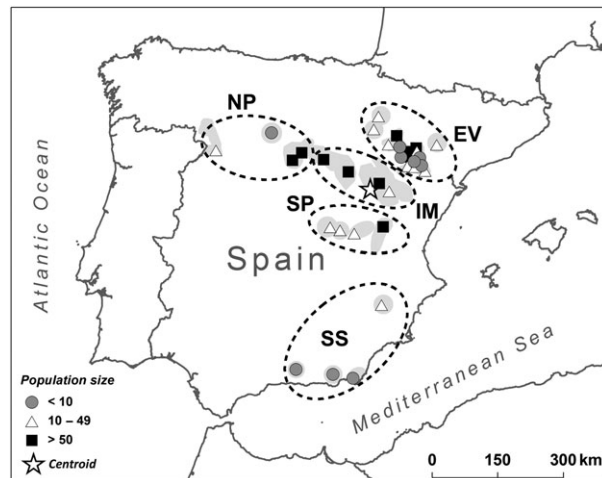 NP
EV
SP
IM
Spain
SS
Atlantic Ocean
Mediterranean Sea
Population size
< 10
10 – 49
> 50
Centroid
0 150 300 km